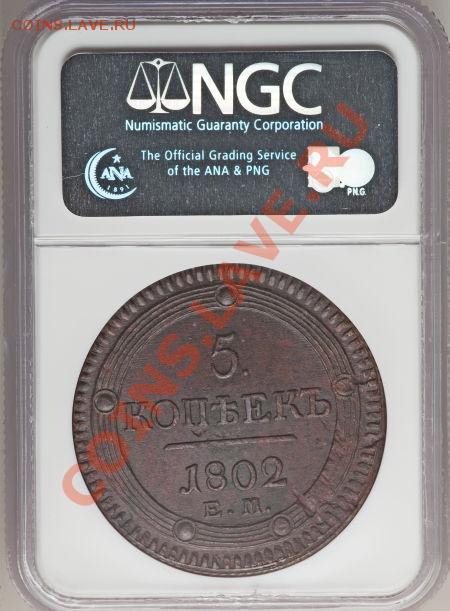 COINS.LAVE.RU
NGC
Numismatic Guaranty Corporation
The Official Grading Service
of the ANA & PNG
ANA
1891
P.N.G.
COINS.LAVE.RU
5.
КОПѢЕКЪ
1802
Е.М.